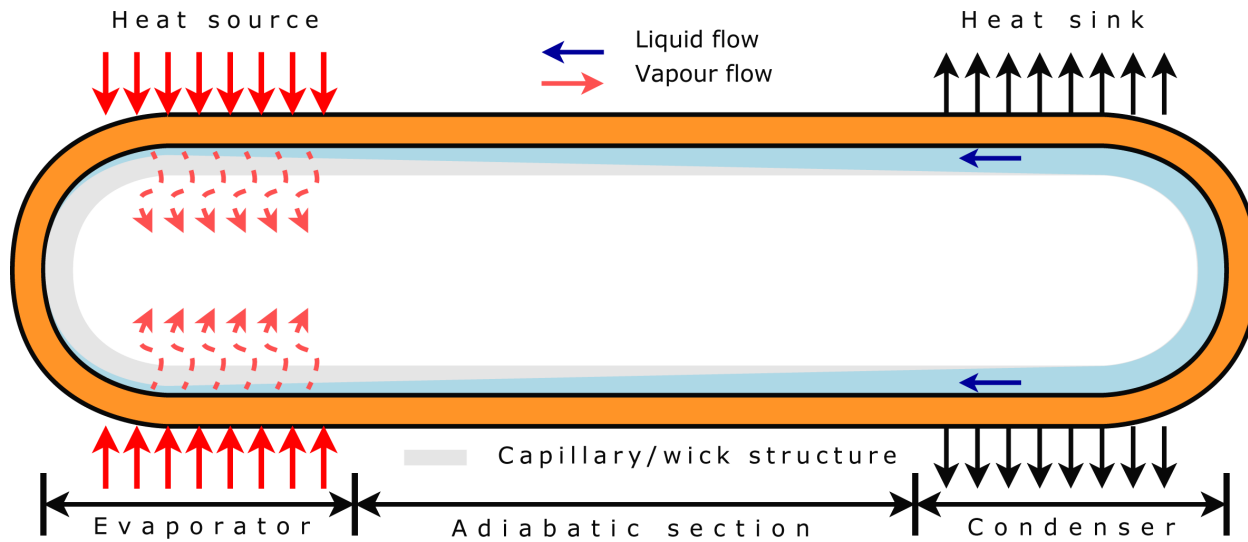 Heat source
Heat sink
Liquid flow
Vapour flow
Capillary/wick structure
Evaporator
Adiabatic section
Condenser